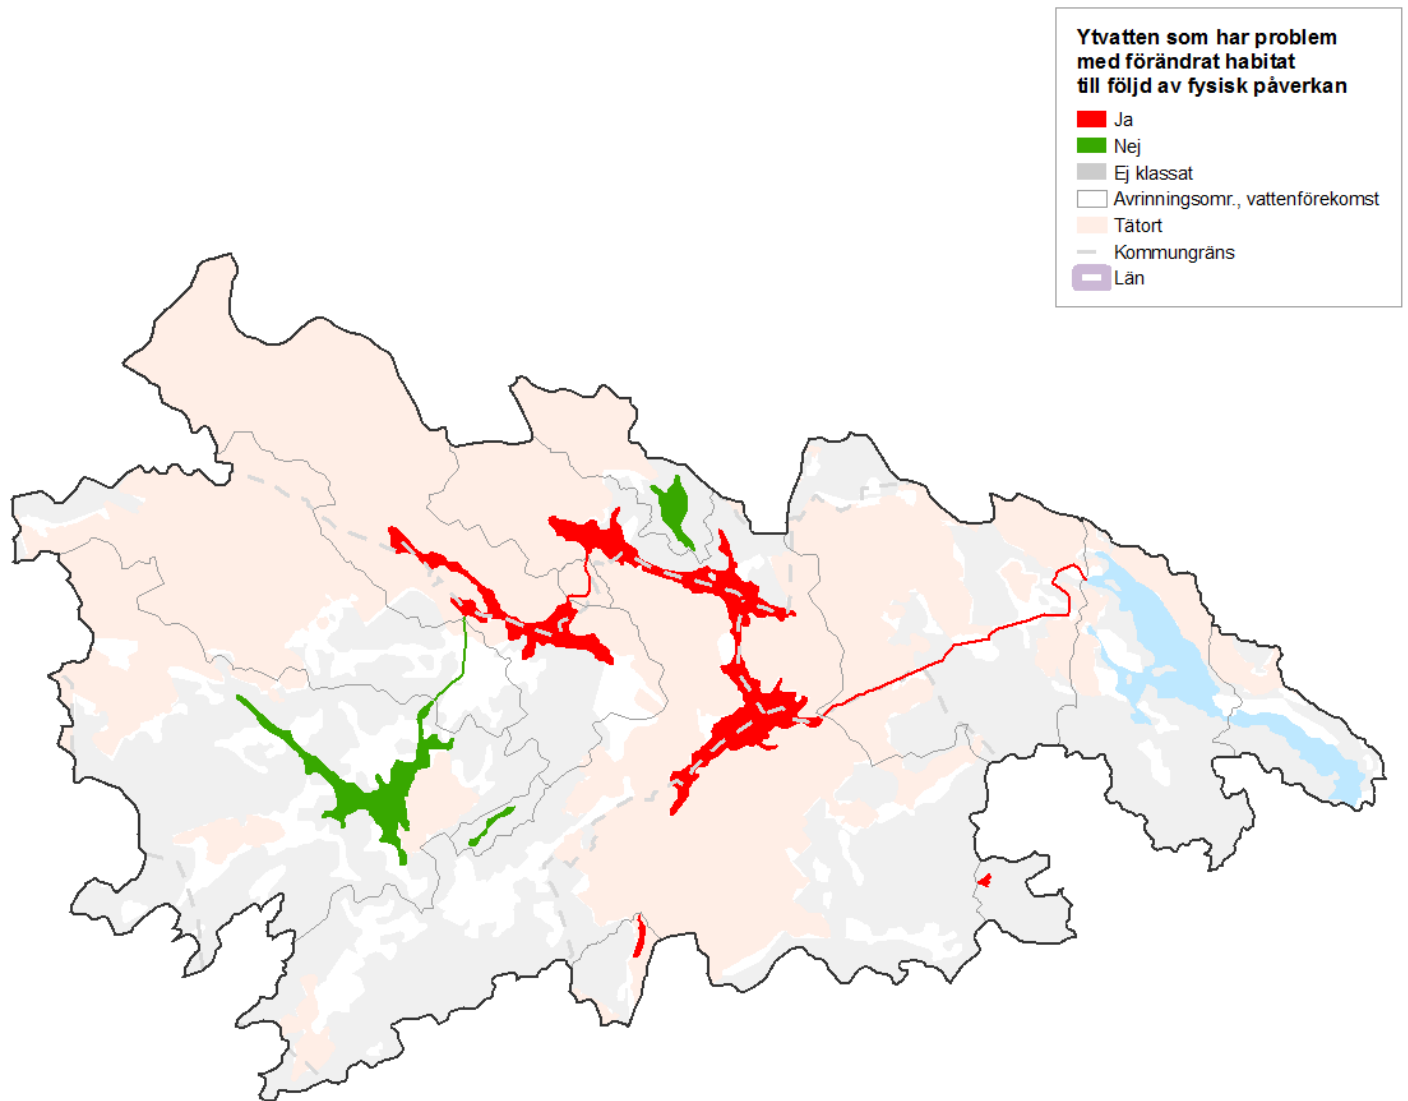 Ytvatten som har problem
med förändrat habitat
till följd av fysisk påverkan
Ja
Nej
Ej klassat
Avrinningsomr., vattenförekomst
Tätort
Kommungräns
Län